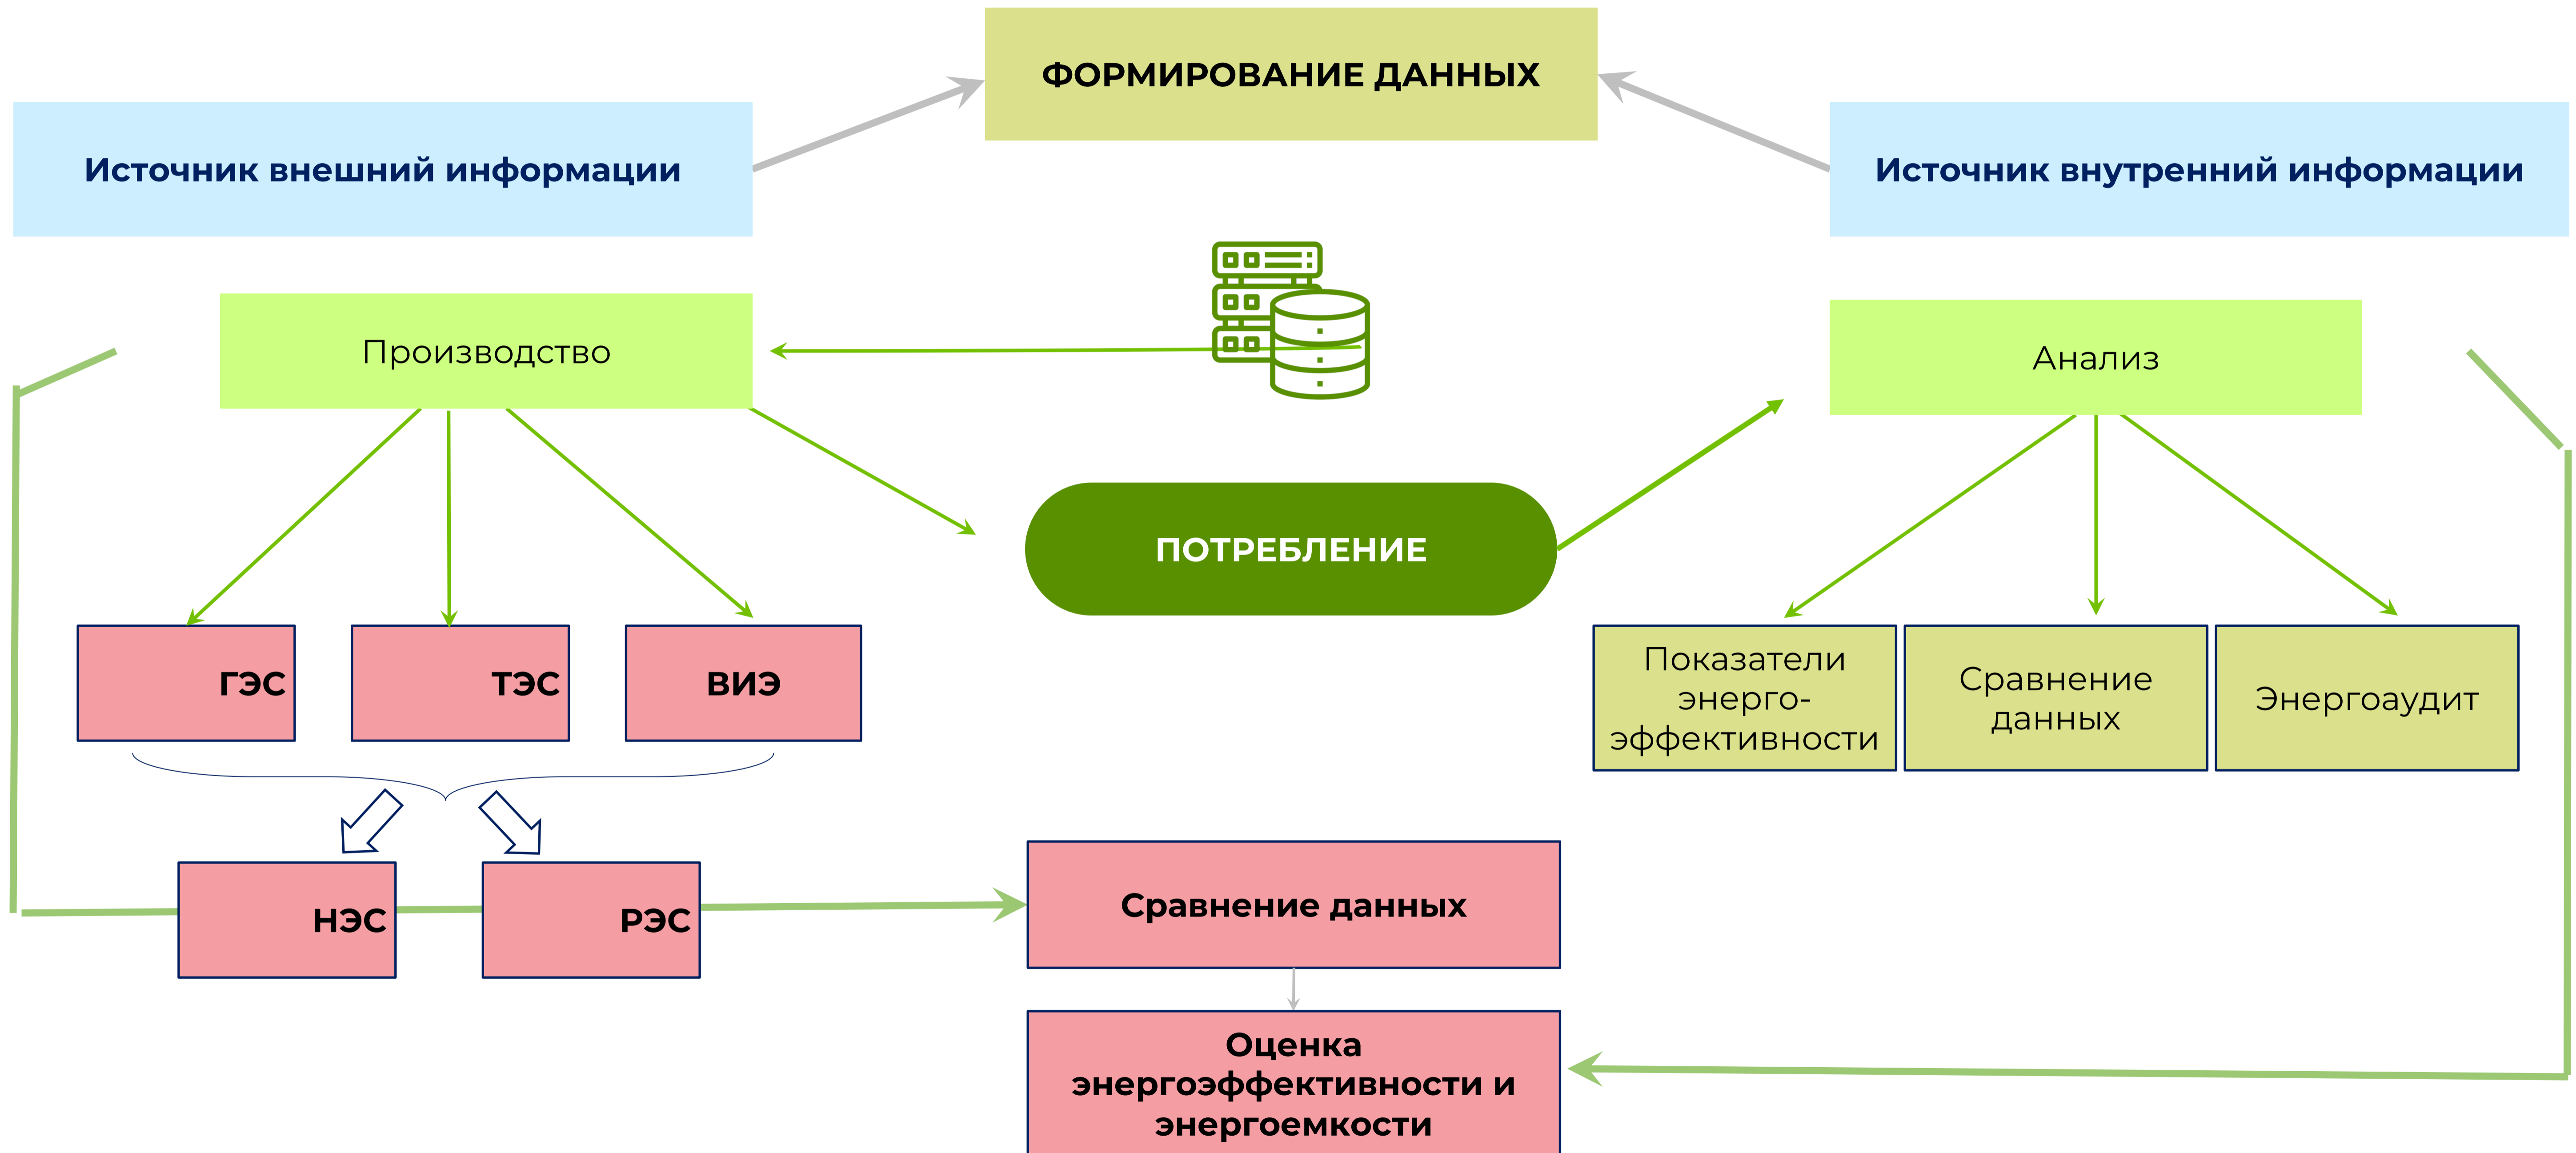 ФОРМИРОВАНИЕ ДАННЫХ
Источник внешний информации
Источник внутренний информации
Производство
Анализ
ПОТРЕБЛЕНИЕ
ГЭС
ТЭС
ВИЭ
Показатели
энерго-
эффективности
Сравнение
данных
Энергоаудит
НЭС
РЭС
Сравнение данных
Оценка
энергоэффективности и
энергоемкости